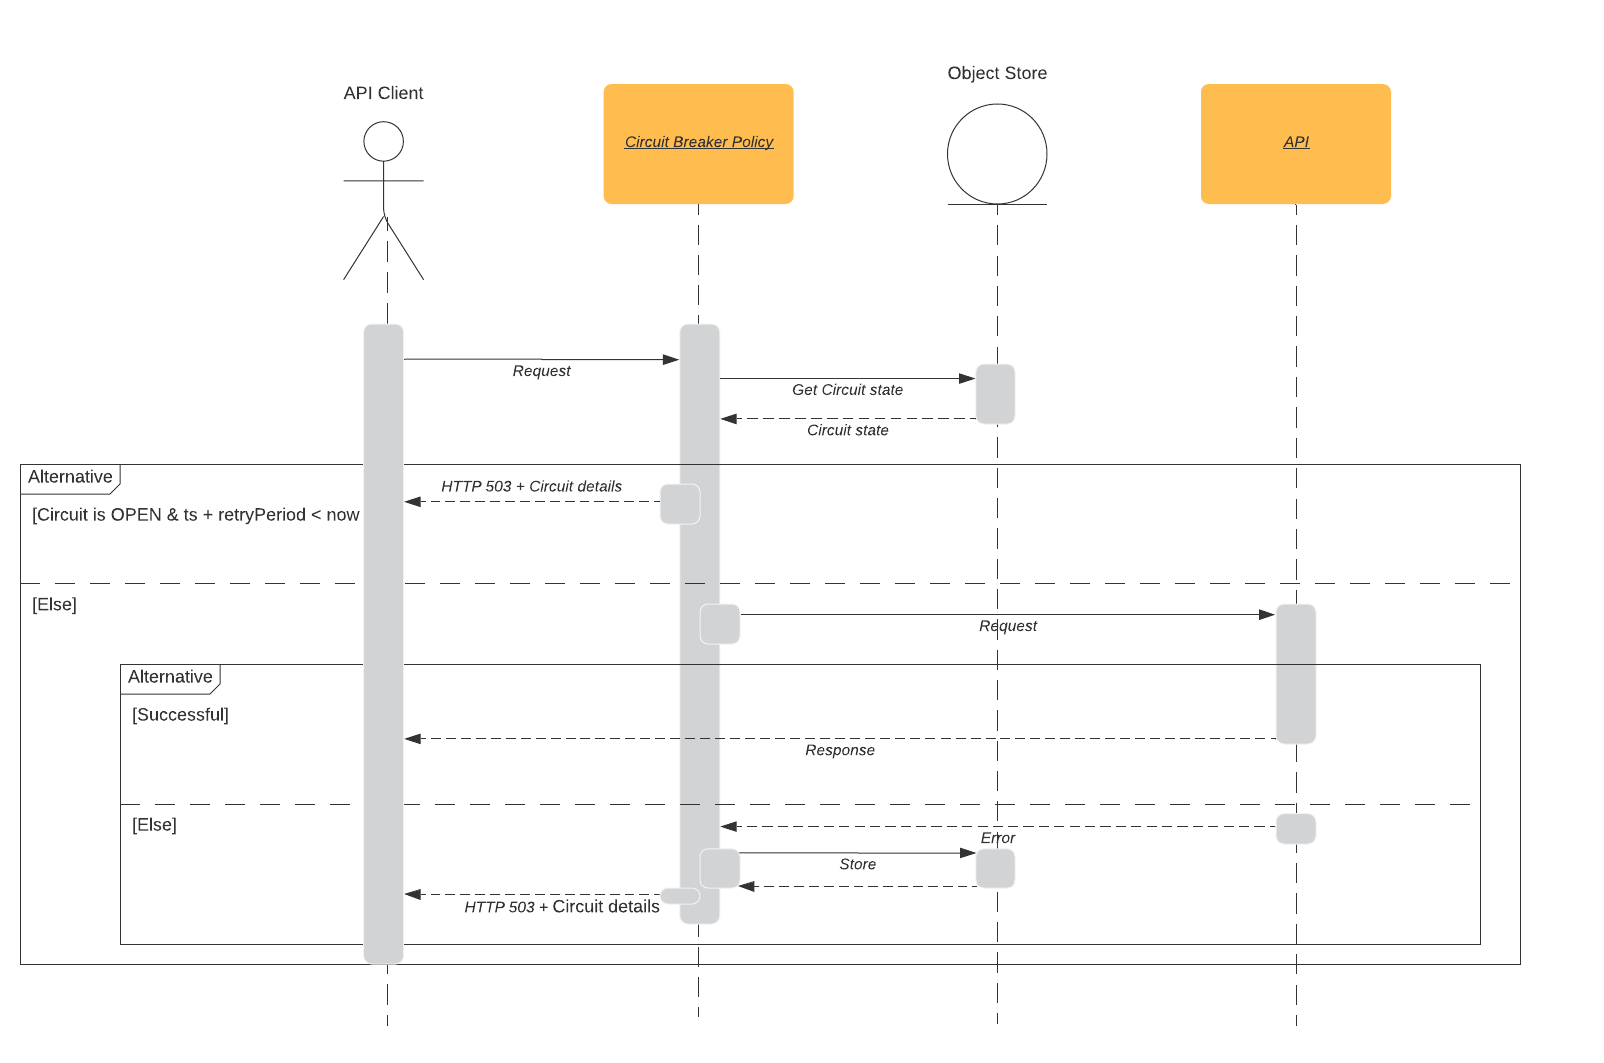 Object Store
API Client
Circuit Breaker Policy
API
Request
Get Circuit state
Circuit state
Alternative
HTTP 503 + Circuit details
[Circuit is OPEN & ts + retryPeriod < now
[Else]
Request
Alternative
[Successful]
Response
[Else]
Error
Store
HTTP 503 + Circuit details